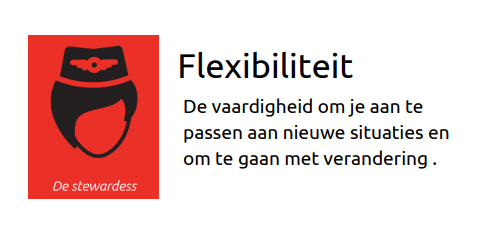 Flexibiliteit
De vaardigheid om je aan te
passen aan nieuwe situaties en
om te gaan met verandering .
De stewardess